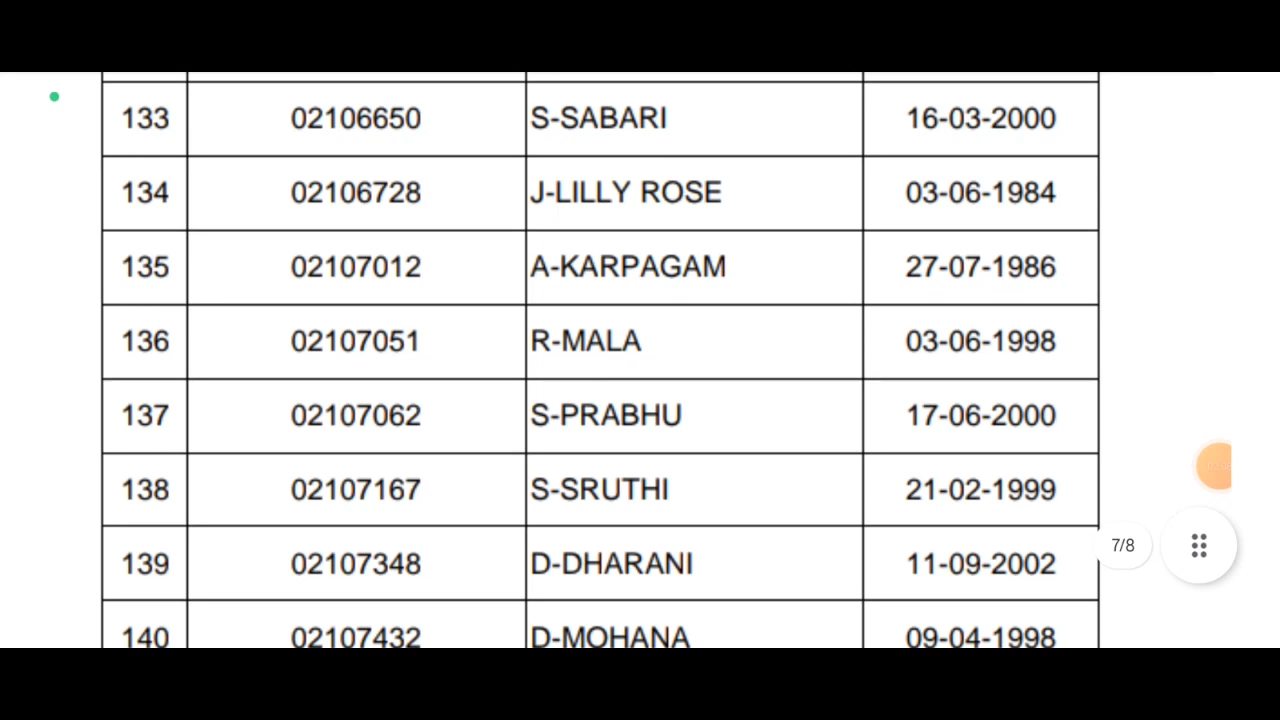 133 02106650 S-SABARI 16-03-2000
134 02106728 J-LILLY ROSE 03-06-1984
135 02107012 A-KARPAGAM 27-07-1986
136 02107051 R-MALA 03-06-1998
137 02107062 S-PRABHU 17-06-2000
138 02107167 S-SRUTHI 21-02-1999
139 02107348 D-DHARANI 11-09-2002
7/8
140 02107432 D-MOHANA 09-04-1998